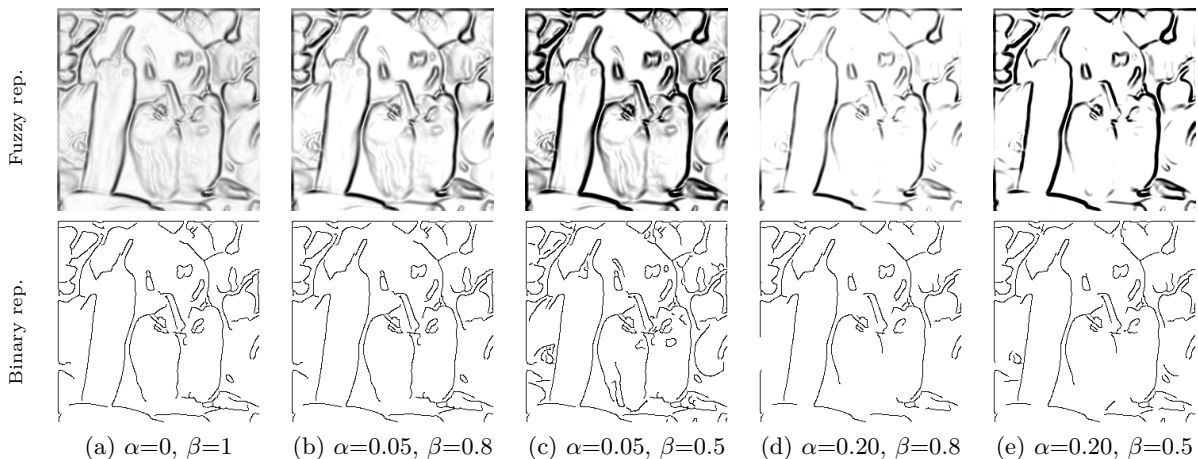 Fuzzy rep.
Binary rep.
(a) α=0, β=1
(b) α=0.05, β=0.8
(c) α=0.05, β=0.5
(d) α=0.20, β=0.8
(e) α=0.20, β=0.5